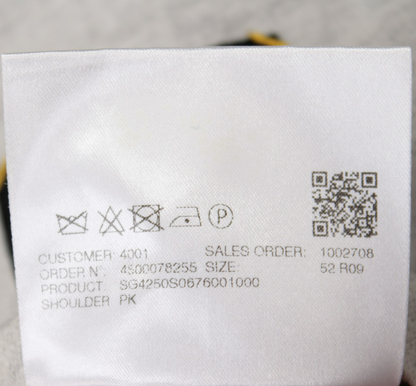 CUSTOMER 4001 SALES ORDER: 1002708
ORDER N°. 4500078255 SIZE: 52 R09
PRODUCT: SG4250S0676001000
SHOULDER PK